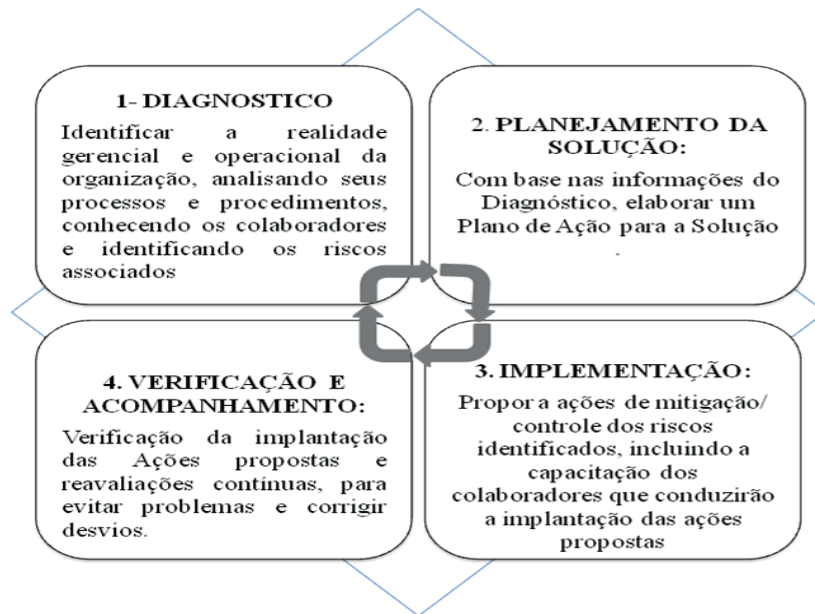 1- DIAGNOSTICO
Identificar a realidade
gerencial e operacional da
organização, analisando seus
processos e procedimentos,
conhecendo os colaboradores
e identificando os riscos
associados
2. PLANEJAMENTO DA
SOLUÇÃO:
Com base nas informações do
Diagnóstico, elaborar um
Plano de Ação para a Solução
.
3. IMPLEMENTAÇÃO:
Propor a ações de mitigação/
controle dos riscos
identificados, incluindo a
capacitação dos
colaboradores que conduzirão
a implantação das ações
propostas
4. VERIFICAÇÃO E
ACOMPANHAMENTO:
Verificação da implantação
das Ações propostas e
reavaliações contínuas, para
evitar problemas e corrigir
desvios.